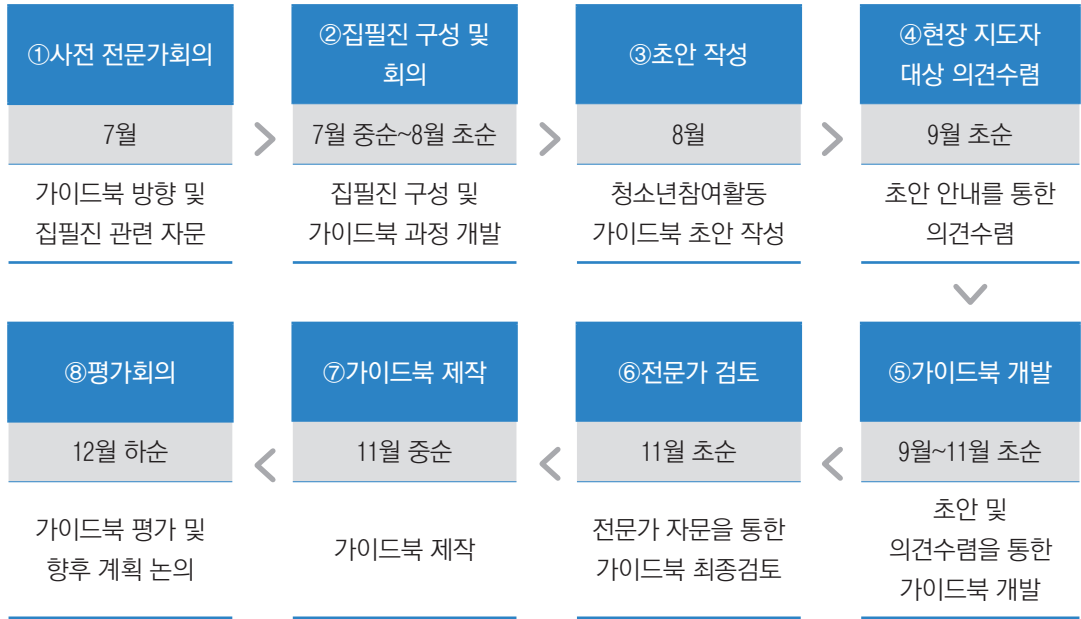 ①사전 전문가회의
7월
가이드북 방향 및
집필진 관련 자문
②집필진 구성 및
회의
7월 중순~8월 초순
집필진 구성 및
가이드북 과정 개발
③초안 작성
8월
청소년참여활동
가이드북 초안 작성
④현장 지도자
대상 의견수렴
9월 초순
초안 안내를 통한
의견수렴
⑤가이드북 개발
9월~11월 초순
초안 및
의견수렴을 통한
가이드북 개발
⑥전문가 검토
11월 초순
전문가 자문을 통한
가이드북 최종검토
⑦가이드북 제작
11월 중순
가이드북 제작
⑧평가회의
12월 하순
가이드북 평가 및
향후 계획 논의